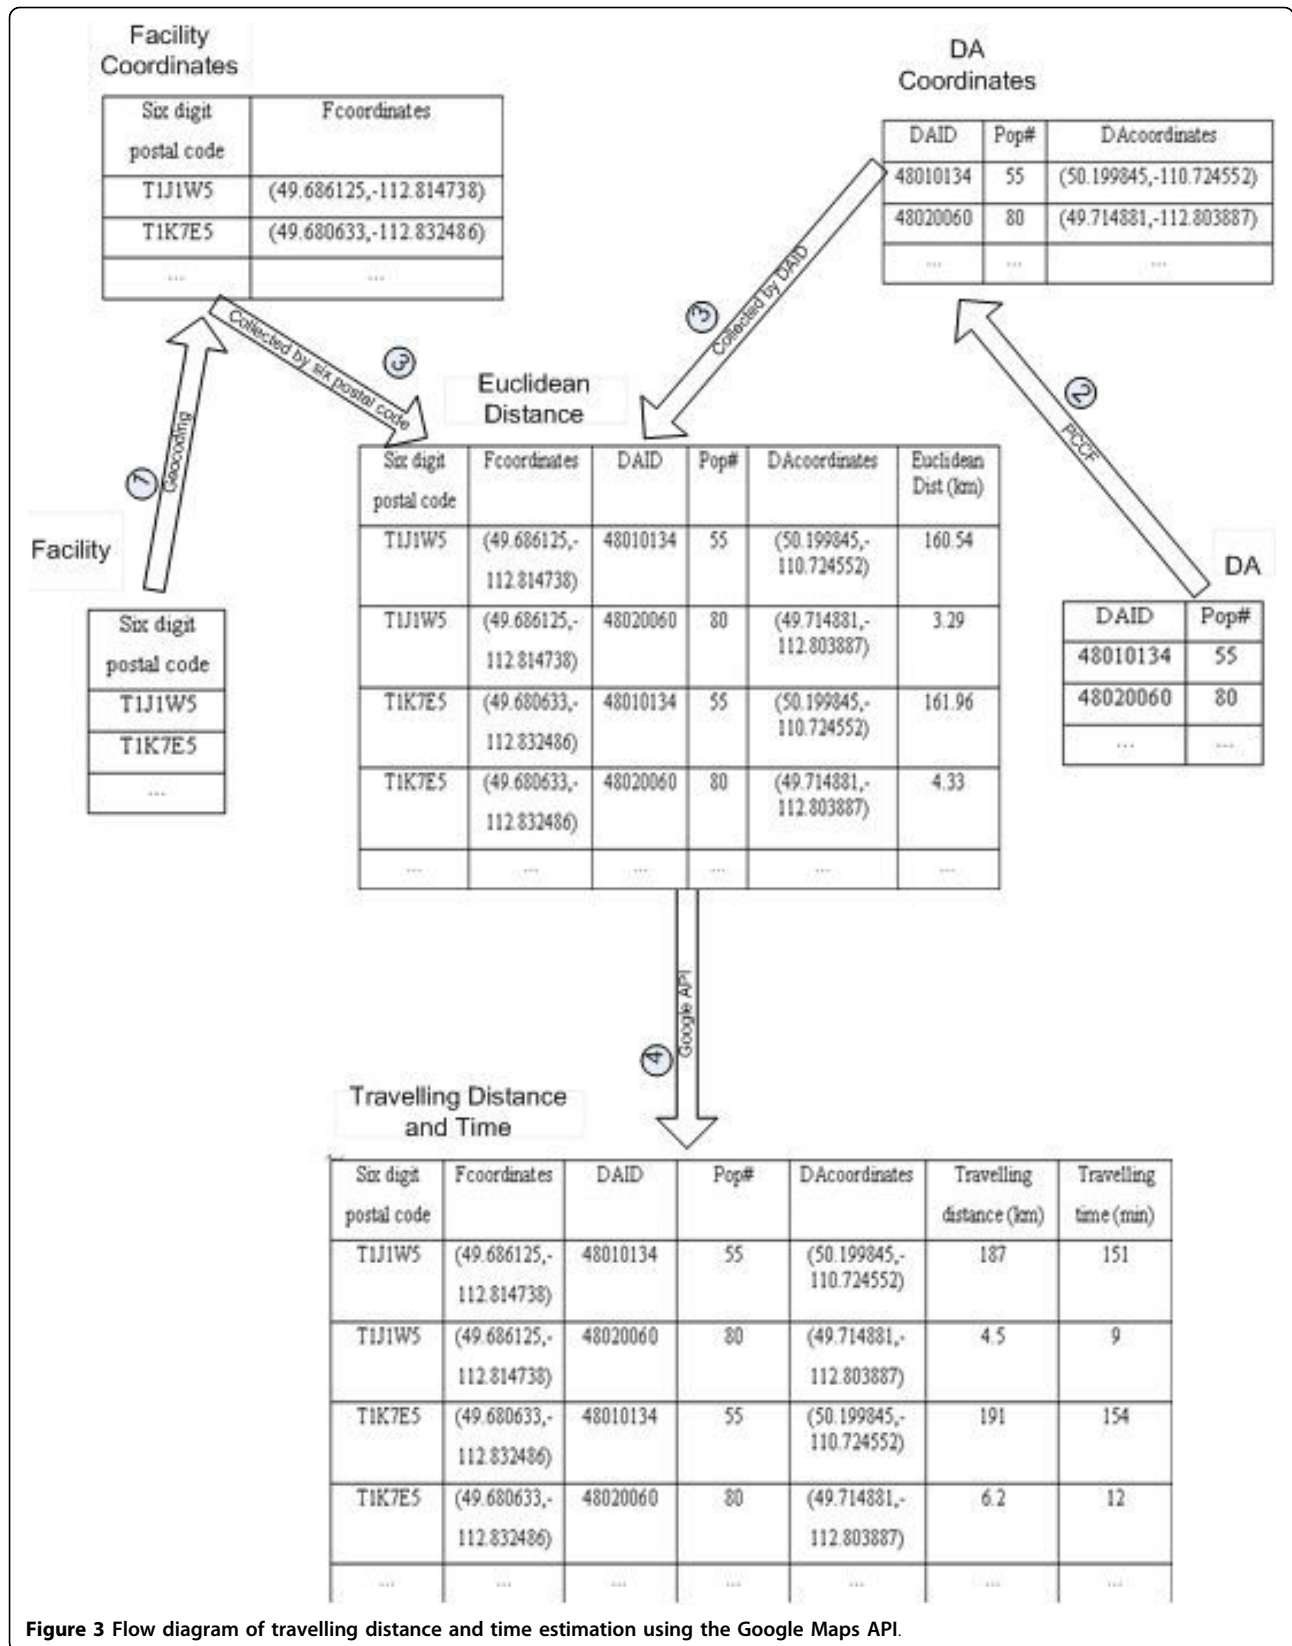 Facility
Coordinates
Six digit postal code Fcoordinates
T1J1W5 (49.686125,-112.814738)
T1K7E5 (49.680633,-112.832486)
... ...
DA
Coordinates
DAID Pop# DAcoordinates
48010134 55 (50.199845,-110.724552)
48020060 80 (49.714881,-112.803887)
... ... ...
1
Geocoding
3
Collected by six postal code
3
Collected by DAID
2
PCCF
Facility
Six digit
postal code
T1J1W5
T1K7E5
...
DA
DAID Pop#
48010134 55
48020060 80
... ...
Euclidean
Distance
Six digit postal code Fcoordinates DAID Pop# DAcoordinates Euclidean Dist (km)
T1J1W5 (49.686125,-112.814738) 48010134 55 (50.199845,-110.724552) 160.54
T1J1W5 (49.686125,-112.814738) 48020060 80 (49.714881,-112.803887) 3.29
T1K7E5 (49.680633,-112.832486) 48010134 55 (50.199845,-110.724552) 161.96
T1K7E5 (49.680633,-112.832486) 48020060 80 (49.714881,-112.803887) 4.33
... ... ... ... ... ...
4
Google API
Travelling Distance
and Time
Six digit postal code Fcoordinates DAID Pop# DAcoordinates Travelling distance (km) Travelling time (min)
T1J1W5 (49.686125,-112.814738) 48010134 55 (50.199845,-110.724552) 187 151
T1J1W5 (49.686125,-112.814738) 48020060 80 (49.714881,-112.803887) 4.5 9
T1K7E5 (49.680633,-112.832486) 48010134 55 (50.199845,-110.724552) 191 154
T1K7E5 (49.680633,-112.832486) 48020060 80 (49.714881,-112.803887) 6.2 12
... ... ... ... ... ... ...
Figure 3 Flow diagram of travelling distance and time estimation using the Google Maps API.